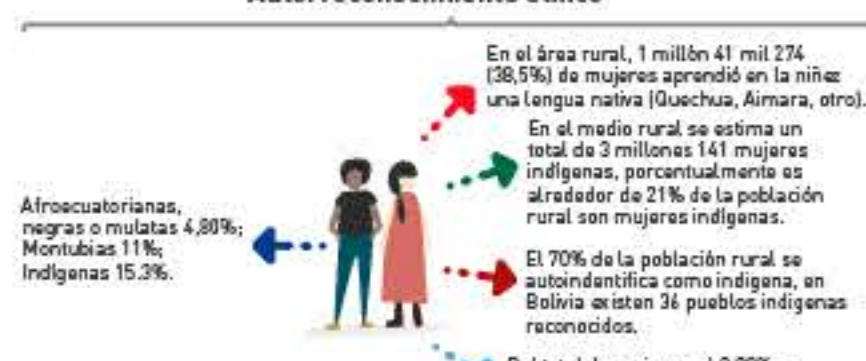 Afroecuatorianas,
negras o mulatas 4,80%;
Montubias 11%;
Indígenas 15.3%.
En el área rural, 1 millón 41 mil 274
(38,5%) de mujeres aprendió en la niñez
una lengua nativa (Quechua, Aimara, otro).
En el medio rural se estima un
total de 3 millones 141 mujeres
indígenas, porcentualmente es
alrededor de 21% de la población
rural son mujeres indígenas.
El 70% de la población rural se
autoindentifica como indígena, en
Bolivia existen 36 pueblos indígenas
reconocidos.